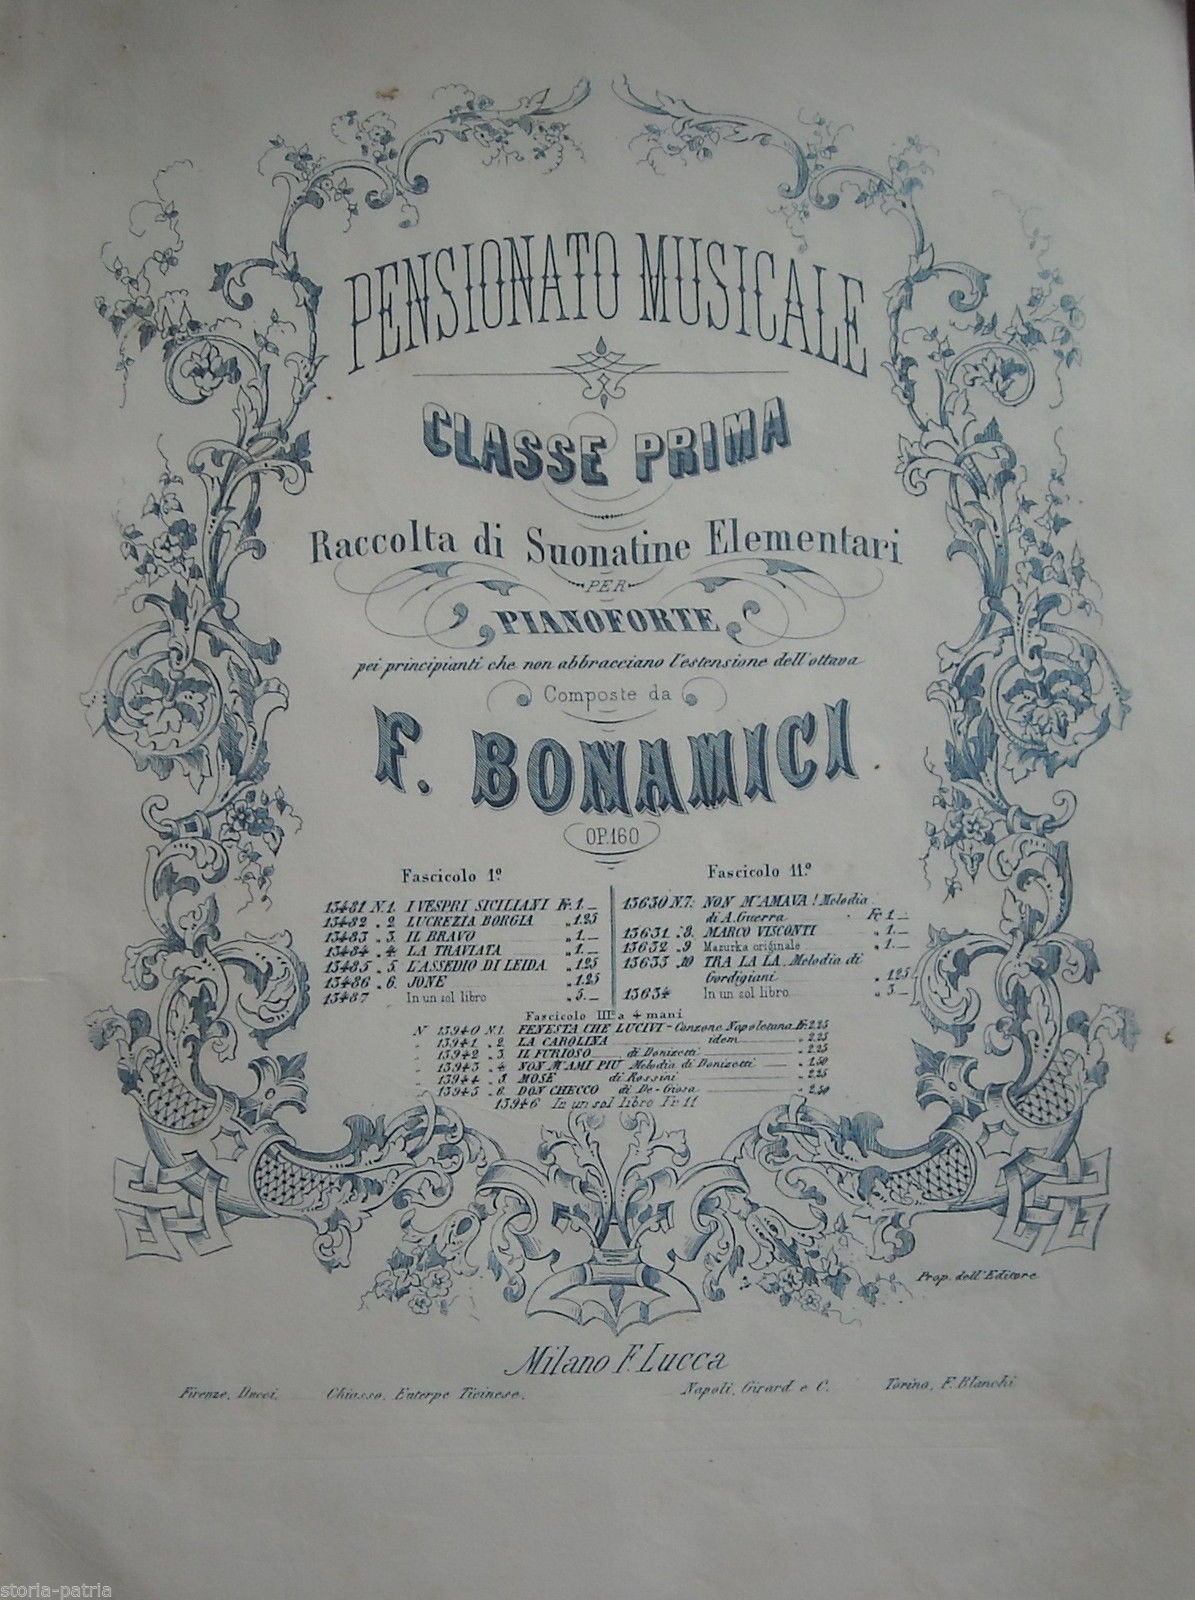 PENSIONATO MUSICALE
CLASSE PRIMA
Raccolta di Suonatine Elementari
PER
PIANOFORTE
pei principianti che non abbracciano l'estensione dell'ottava
Composte da
F. BONAMICI
OP. 160
Fascicolo 1º
13481 N. 1. I VESPRI SICILIANI Fr. 1. —
13482 „ 2. LUCREZIA BORGIA „ 1.25
13483 „ 3. IL BRAVO „ 1. —
13484 „ 4. LA TRAVIATA „ 1. —
13485 „ 5. L'ASSEDIO DI LEIDA „ 1.25
13486 „ 6. JONE „ 1.25
13487 „ In un sol libro „ 5. —
Fascicolo 11.º
13630 N. 7: NON M'AMAVA! Melodia
di A. Guerra Fr 1 —
13631 „ 8. MARCO VISCONTI „ 1. —
13632 „ 9 Mazurka originale „ 1. —
13633 „ 10 TRA LA LA. Melodia di
Gordigiani „ 1.25
13634 In un sol libro „ 3. —
Fascicolo III.º a 4 mani
Nº 13940 N. 1. FENESTA CHE LUCIVI - Canzone Napoletana Fr. 2.25
„ 13941 „ 2. LA CAROLINA idem „ 2.25
„ 13942 „ 3. IL FURIOSO di Donizetti „ 2.25
„ 13943 „ 4. NON M'AMI PIÙ Melodia di Donizetti „ 1.50
„ 13944 „ 5. MOSÈ di Rossini „ 2.25
„ 13945 „ 6. DON CHECCO di De-Giosa „ 2.50
13946 In un sol libro Fr 11
Prop. dell'Editore
Milano F. Lucca
Firenze, Ducci. Chiasso, Euterpe Ticinese. Napoli, Girard e C. Torino, F. Blanchi
storia-patria